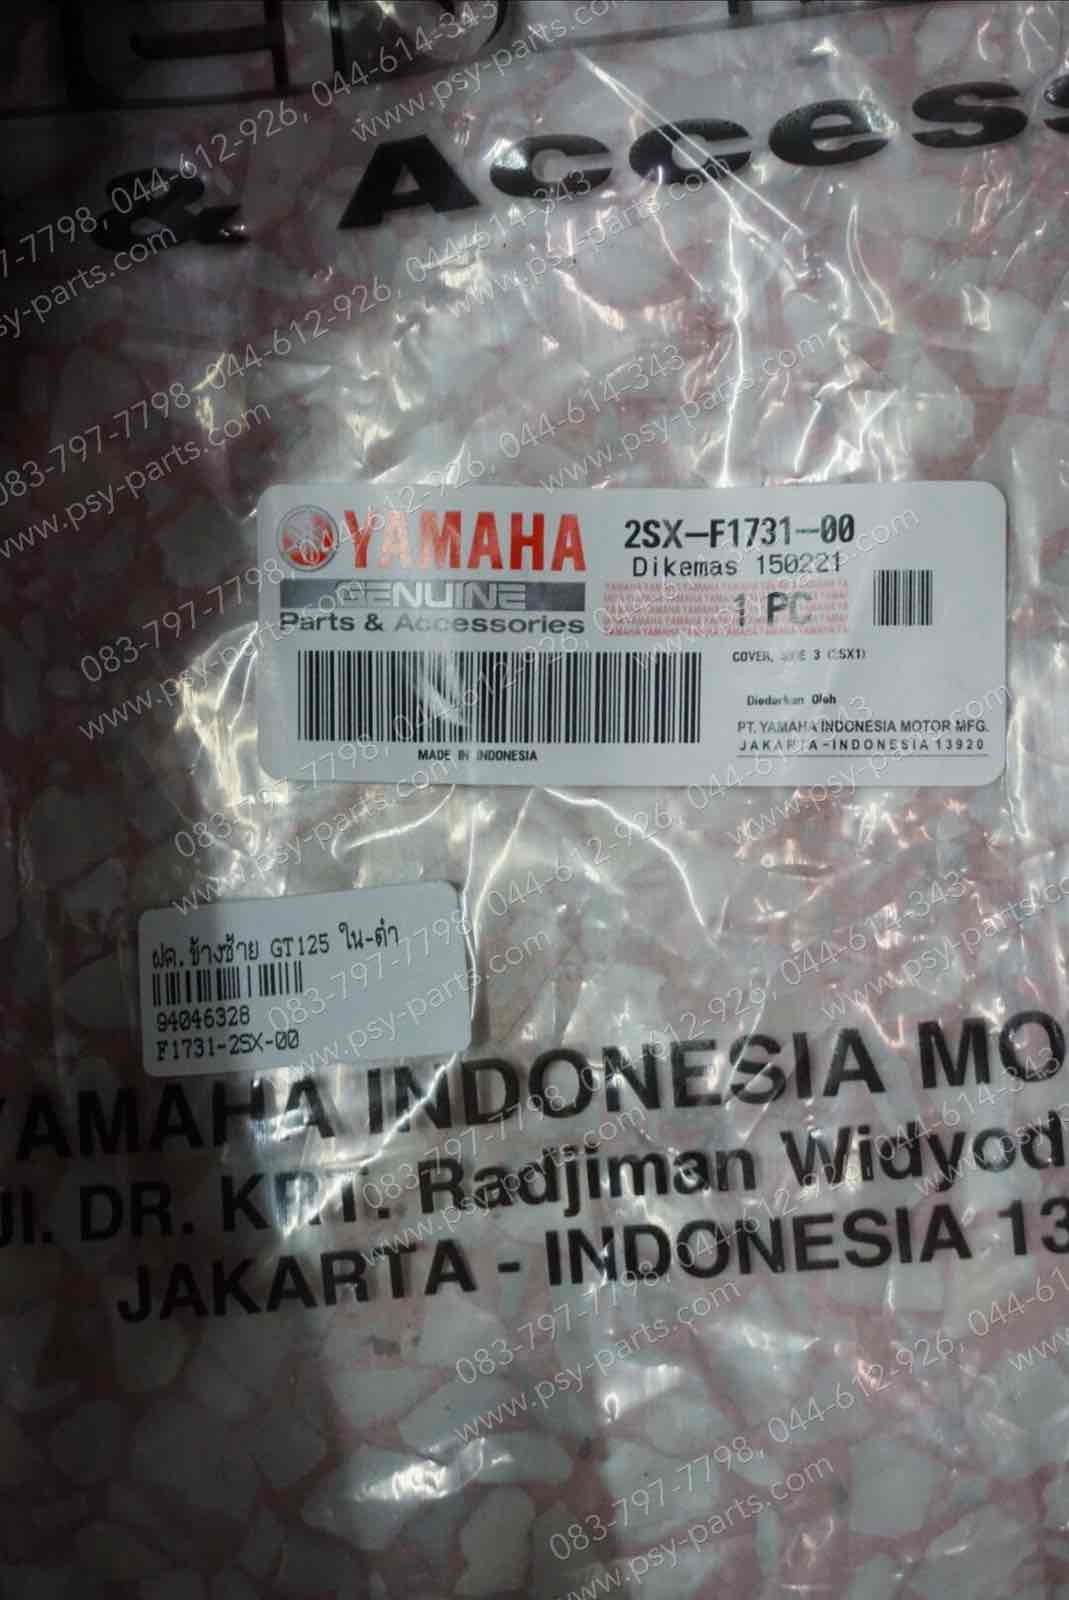 & Access
YAMAHA
GENUINE
Parts & Accessories
2SX-F1731-00
Dikemas 150221
1 PC
COVER, SIDE 3 (2SX1)
Diedarkan Oleh
PT. YAMAHA INDONESIA MOTOR MFG.
JAKARTA-INDONESIA 13920
MADE IN INDONESIA
ฝค.ข้างซ้าย GT125 ใน-ดำ
94046328
F1731-2SX-00
YAMAHA INDONESIA MO
JI. DR. KRT. Radjiman Widyod
JAKARTA - INDONESIA 13
083-797-7798, 044-612-926, 044-614-343
www.psy-parts.com